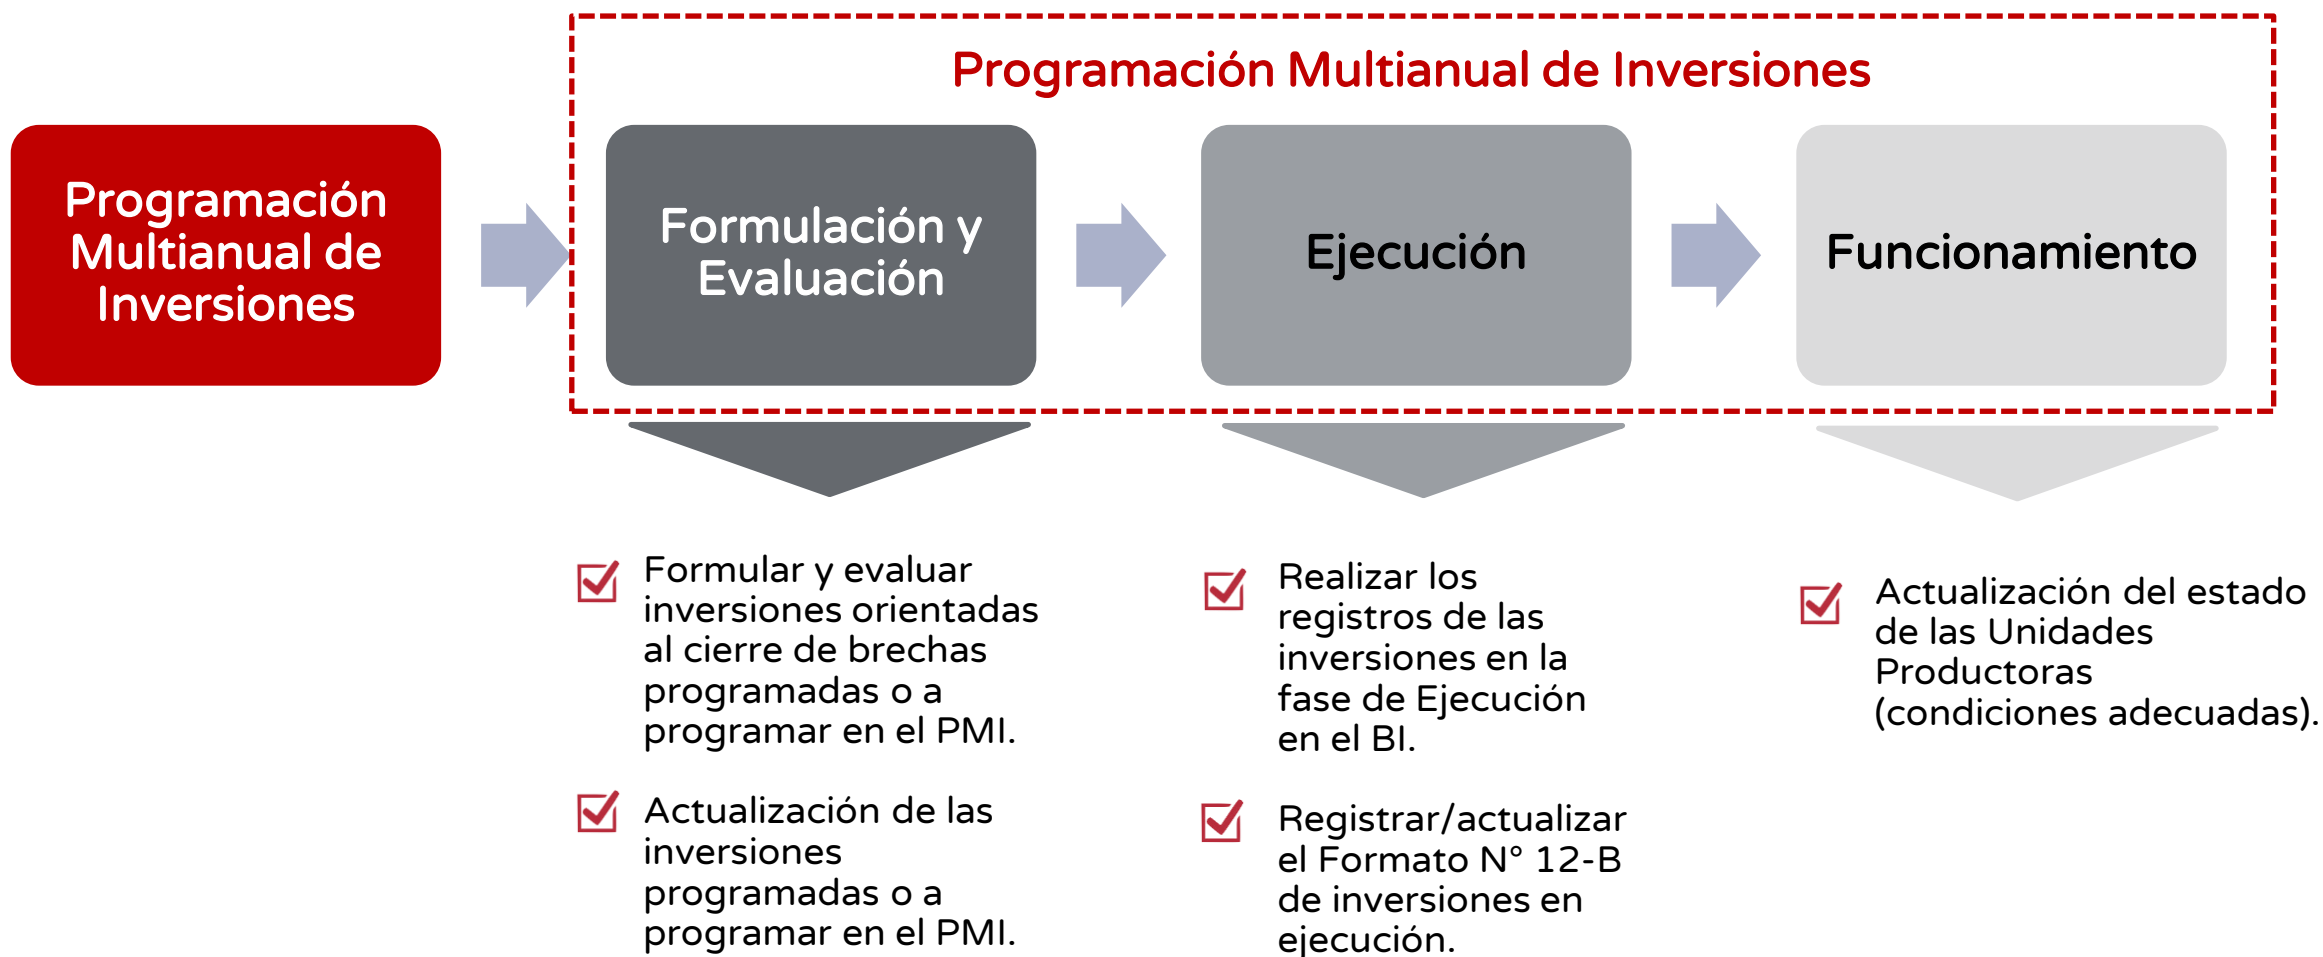 Programación Multianual de Inversiones
Programación
Multianual de
Inversiones
Formulación y
Evaluación
Ejecución
Funcionamiento
Formular y evaluar
inversiones orientadas
al cierre de brechas
programadas o a
programar en el PMI.
Actualización de las
inversiones
programadas o a
programar en el PMI.
Realizar los
registros de las
inversiones en la
fase de Ejecución
en el BI.
Registrar/actualizar
el Formato N° 12-B
de inversiones en
ejecución.
Actualización del estado
de las Unidades
Productoras
(condiciones adecuadas).